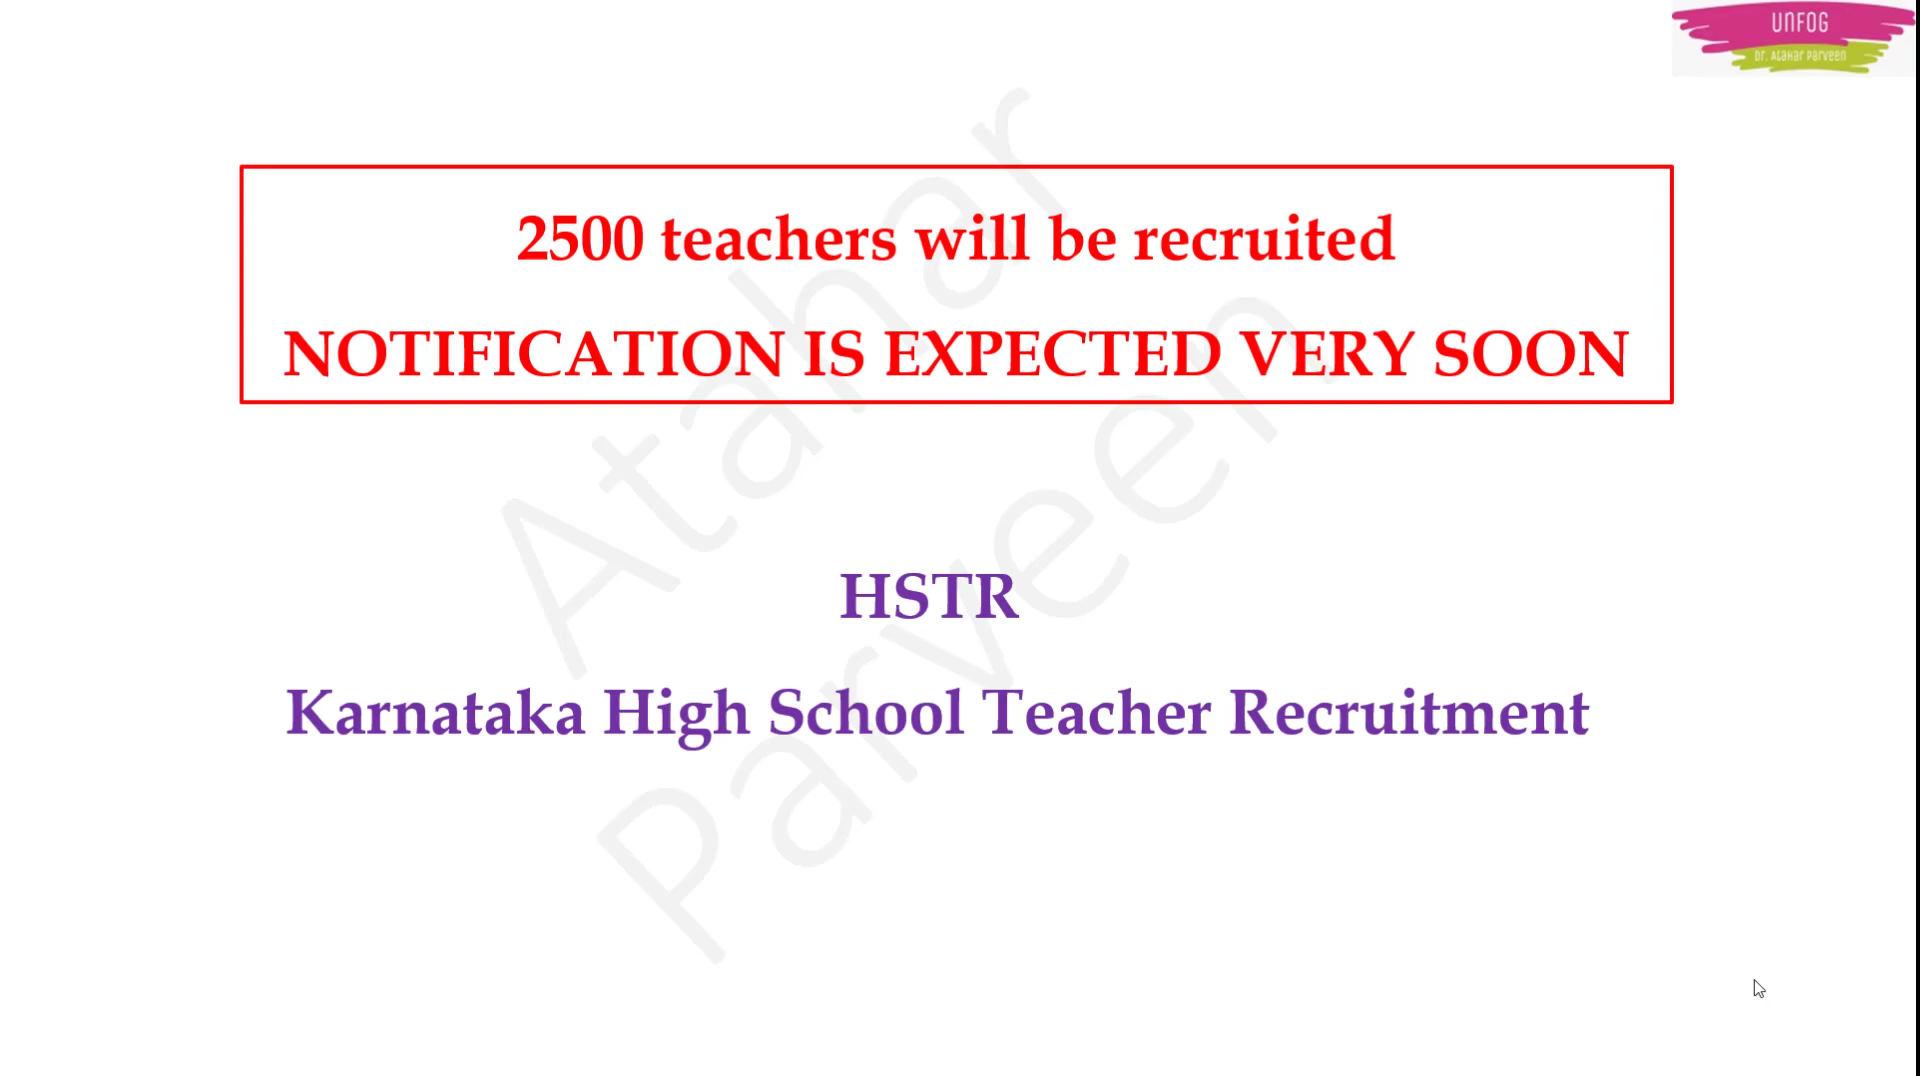 UNFOG
Dr. Atahar Parveen
2500 teachers will be recruited
NOTIFICATION IS EXPECTED VERY SOON
Atahar
Parveen
HSTR
Karnataka High School Teacher Recruitment